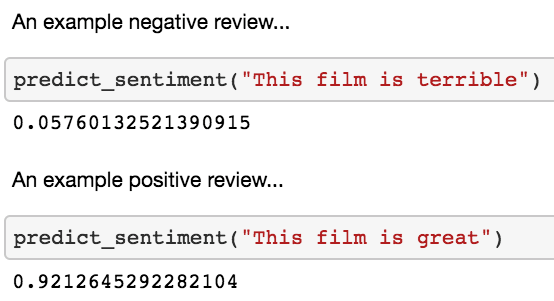 An example negative review...
predict_sentiment("This film is terrible")
0.05760132521390915
An example positive review...
predict_sentiment("This film is great")
0.9212645292282104